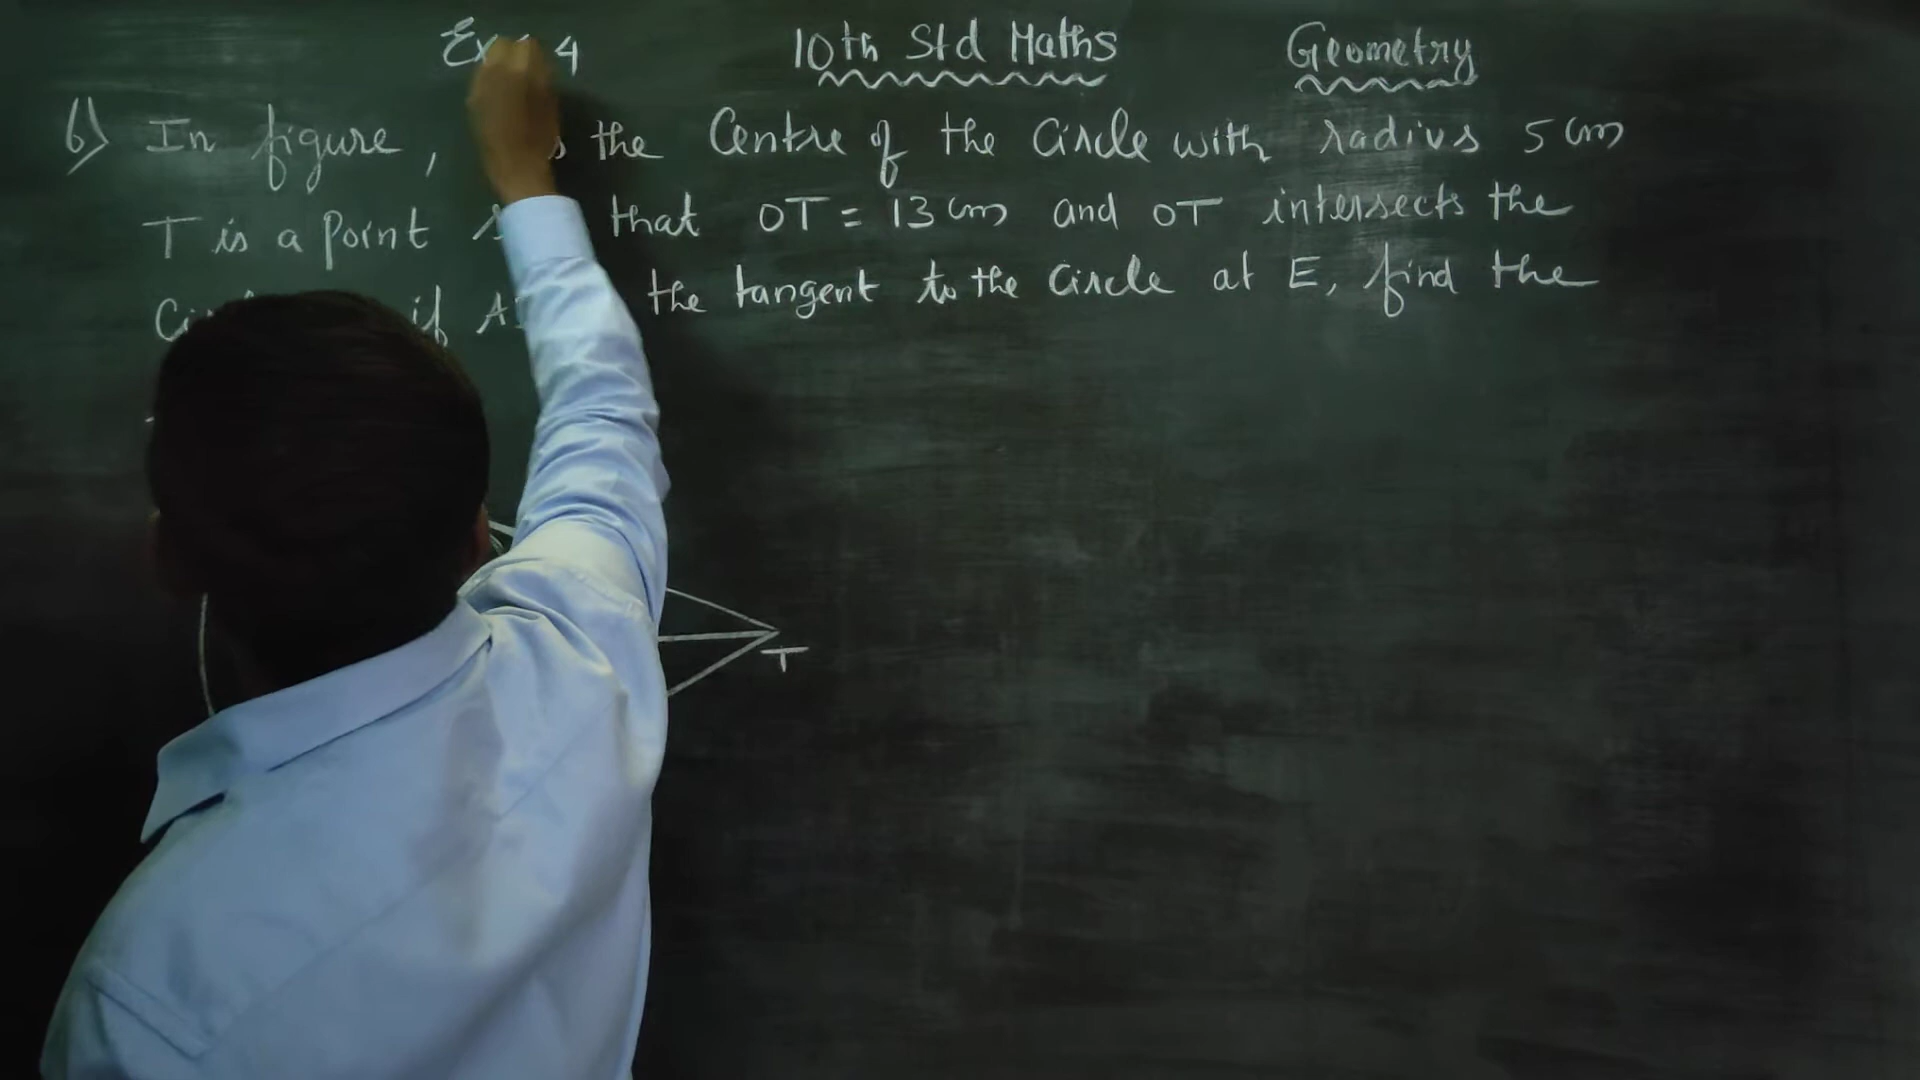 Ex 4 10th Std Maths Geometry
6) In figure, the Centre of the Circle with radius 5 cm
T is a point that OT = 13 cm and OT intersects the
if the tangent to the Circle at E, find the
T